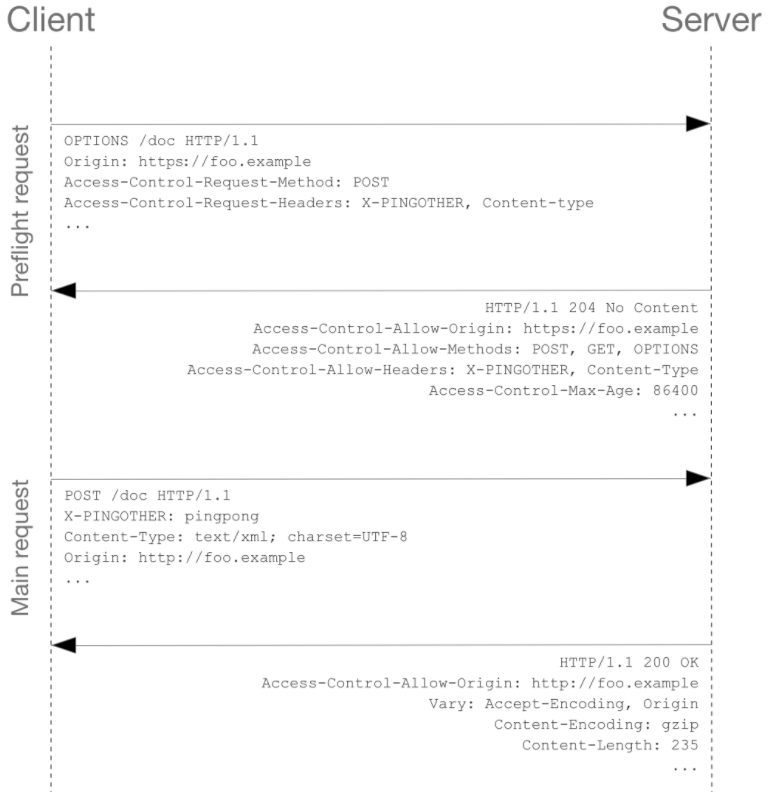 Client
Server
Preflight request
OPTIONS /doc HTTP/1.1
Origin: https://foo.example
Access-Control-Request-Method: POST
Access-Control-Request-Headers: X-PINGOTHER, Content-type
...
HTTP/1.1 204 No Content
Access-Control-Allow-Origin: https://foo.example
Access-Control-Allow-Methods: POST, GET, OPTIONS
Access-Control-Allow-Headers: X-PINGOTHER, Content-Type
Access-Control-Max-Age: 86400
...
Main request
POST /doc HTTP/1.1
X-PINGOTHER: pingpong
Content-Type: text/xml; charset=UTF-8
Origin: http://foo.example
...
HTTP/1.1 200 OK
Access-Control-Allow-Origin: http://foo.example
Vary: Accept-Encoding, Origin
Content-Encoding: gzip
Content-Length: 235
...